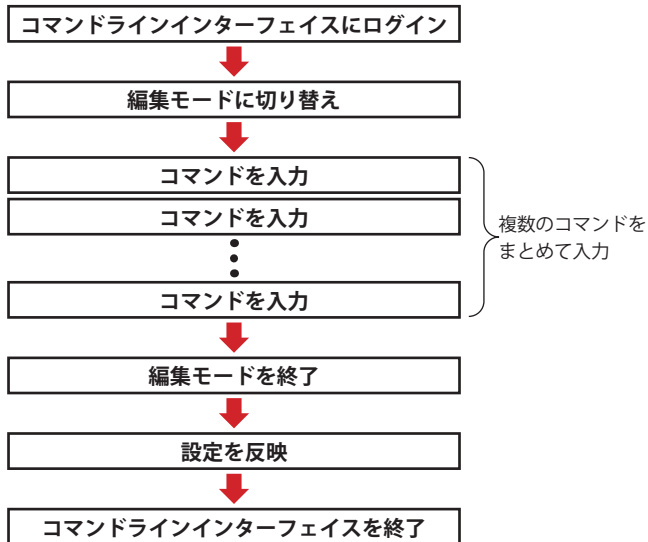 コマンドラインインターフェイスにログイン
編集モードに切り替え
コマンドを入力
コマンドを入力
コマンドを入力
複数のコマンドを
まとめて入力
編集モードを終了
設定を反映
コマンドラインインターフェイスを終了